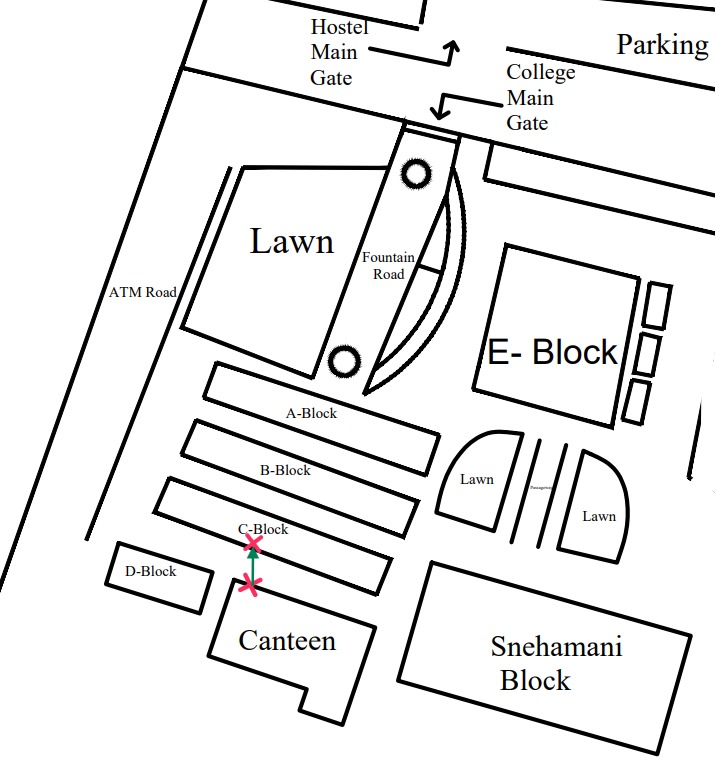 Hostel
Main
Gate
Parking
College
Main
Gate
Lawn
Fountain
Road
ATM Road
E- Block
A-Block
B-Block
Lawn
Lawn
C-Block
D-Block
Canteen
Snehamani
Block